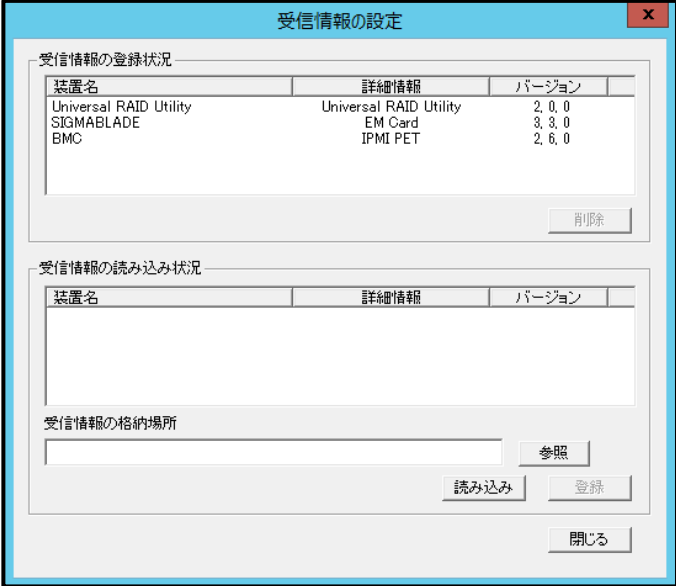 受信情報の設定
x
受信情報の登録状況
装置名 詳細情報 バージョン
Universal RAID Utility Universal RAID Utility 2, 0, 0
SIGMABLADE EM Card 3, 3, 0
BMC IPMI PET 2, 6, 0
削除
受信情報の読み込み状況
装置名 詳細情報 バージョン
受信情報の格納場所
参照
読み込み 登録
閉じる